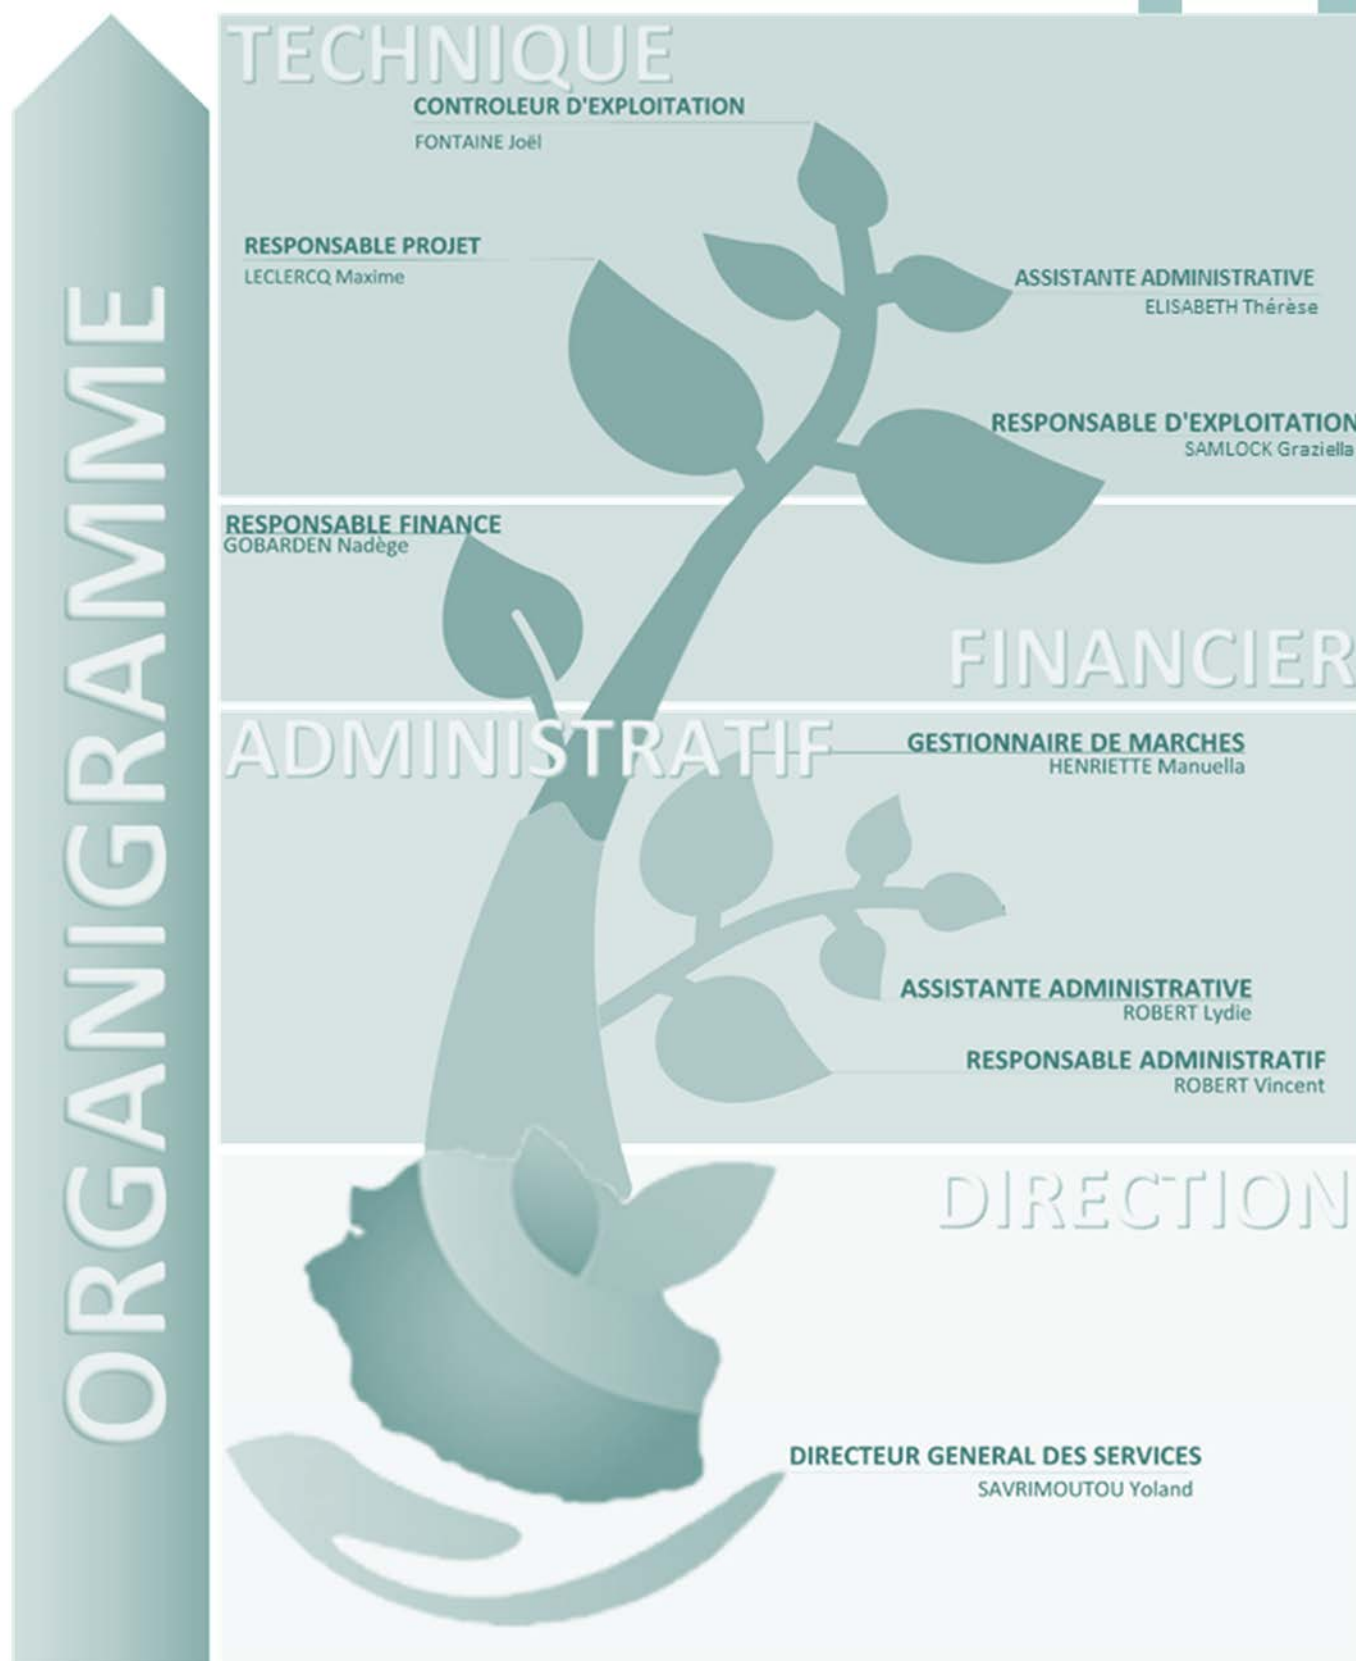 ORGANIGRAMME
TECHNIQUE
CONTROLEUR D'EXPLOITATION
FONTAINE Joël
RESPONSABLE PROJET
LECLERCQ Maxime
ASSISTANTE ADMINISTRATIVE
ELISABETH Thérèse
RESPONSABLE D'EXPLOITATION
SAMLOCK Graziella
RESPONSABLE FINANCE
GOBARDEN Nadège
FINANCIER
ADMINISTRATIF
GESTIONNAIRE DE MARCHES
HENRIETTE Manuella
ASSISTANTE ADMINISTRATIVE
ROBERT Lydie
RESPONSABLE ADMINISTRATIF
ROBERT Vincent
DIRECTION
DIRECTEUR GENERAL DES SERVICES
SAVRIMOUTOU Yoland